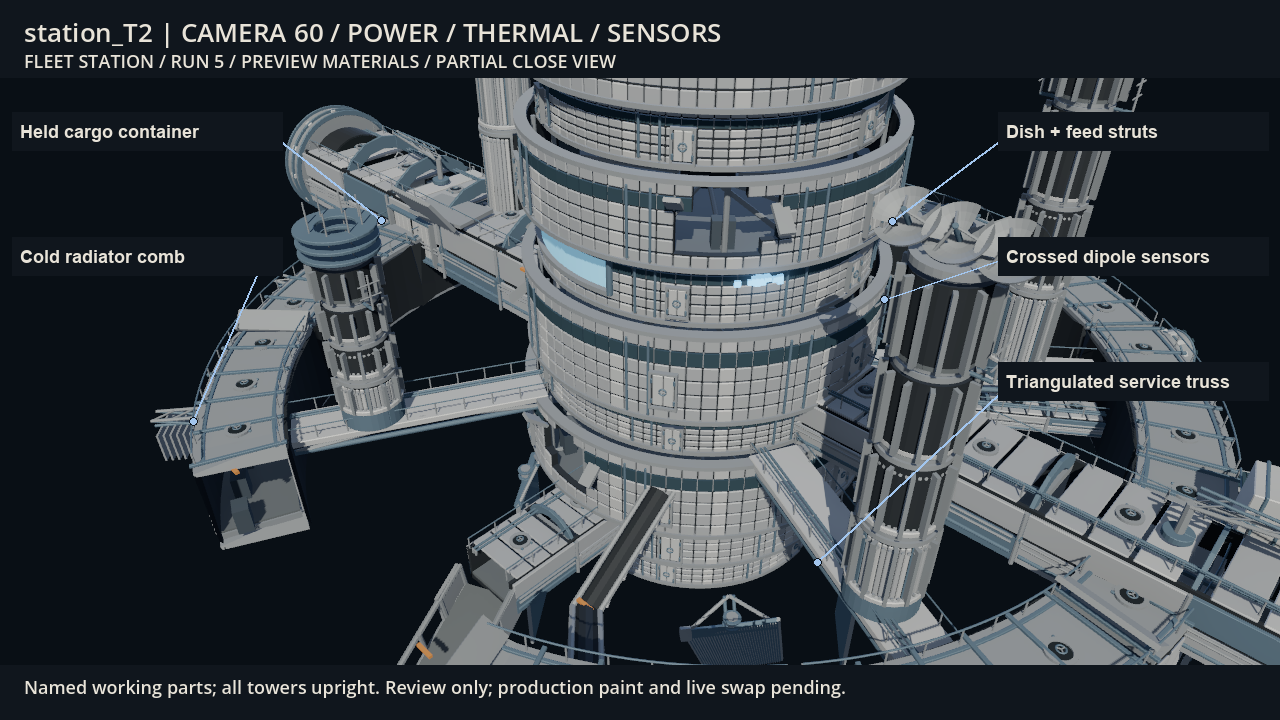 station_T2 | CAMERA 60 / POWER / THERMAL / SENSORS
FLEET STATION / RUN 5 / PREVIEW MATERIALS / PARTIAL CLOSE VIEW
Held cargo container
Dish + feed struts
Cold radiator comb
Crossed dipole sensors
Triangulated service truss
Named working parts; all towers upright. Review only; production paint and live swap pending.